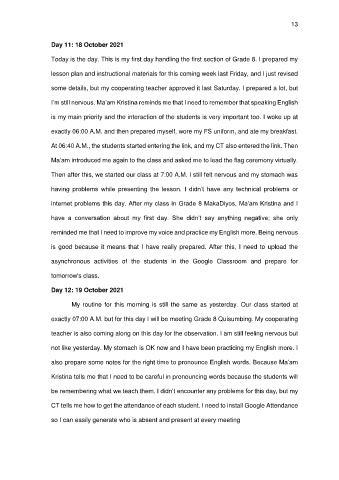 13
Day 11: 18 October 2021
Today is the day. This is my first day handling the first section of Grade 8. I prepared my
lesson plan and instructional materials for this coming week last Friday, and I just revised
some details, but my cooperating teacher approved it last Saturday. I prepared a lot, but
I'm still nervous. Ma'am Kristina reminds me that I need to remember that speaking English
is my main priority and the interaction of the students is very important too. I woke up at
exactly 06:00 A.M. and then prepared myself, wore my PS uniform, and ate my breakfast.
At 06:40 A.M., the students started entering the link, and my CT also entered the link. Then
Ma'am introduced me again to the class and asked me to lead the flag ceremony virtually.
Then after this, we started our class at 7:00 A.M. I still felt nervous and my stomach was
having problems while presenting the lesson. I didn't have any technical problems or
internet problems this day. After my class in Grade 8 MakaDiyos, Ma'am Kristina and I
have a conversation about my first day. She didn't say anything negative; she only
reminded me that I need to improve my voice and practice my English more. Being nervous
is good because it means that I have really prepared. After this, I need to upload the
asynchronous activities of the students in the Google Classroom and prepare for
tomorrow's class.
Day 12: 19 October 2021
My routine for this morning is still the same as yesterday. Our class started at
exactly 07:00 A.M. but for this day I will be meeting Grade 8 Quisumbing. My cooperating
teacher is also coming along on this day for the observation. I am still feeling nervous but
not like yesterday. My stomach is OK now and I have been practicing my English more. I
also prepare some notes for the right time to pronounce English words. Because Ma'am
Kristina tells me that I need to be careful in pronouncing words because the students will
be remembering what we teach them. I didn't encounter any problems for this day, but my
CT tells me how to get the attendance of each student. I need to install Google Attendance
so I can easily generate who is absent and present at every meeting